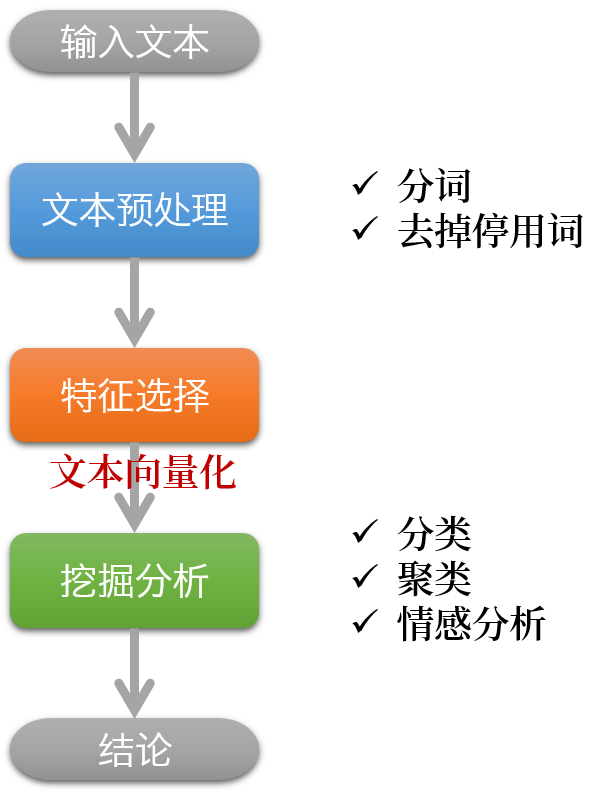 输入文本
文本预处理
✓ 分词
✓ 去掉停用词
特征选择
文本向量化
挖掘分析
✓ 分类
✓ 聚类
✓ 情感分析
结论